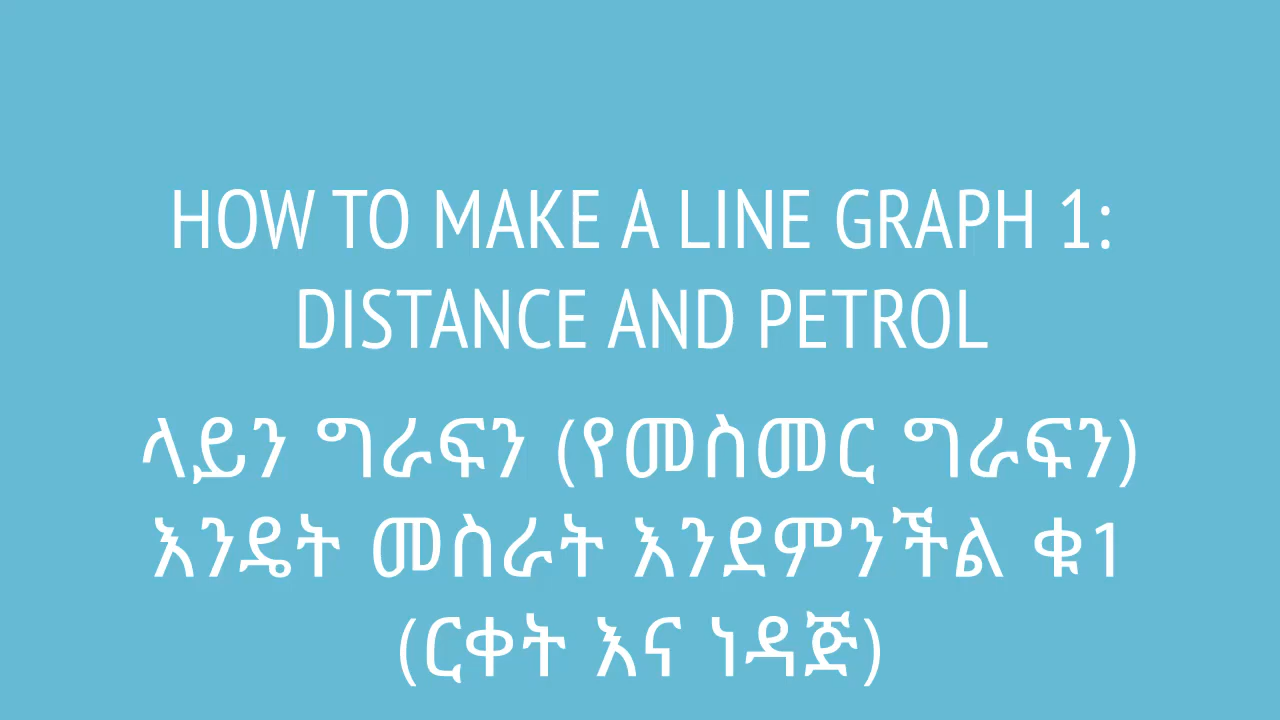 HOW TO MAKE A LINE GRAPH 1:
DISTANCE AND PETROL
ላይን ግራፍን (የመስመር ግራፍን)
እንዴት መስራት እንደምንችል ቁ1
(ርቀት እና ነዳጅ)